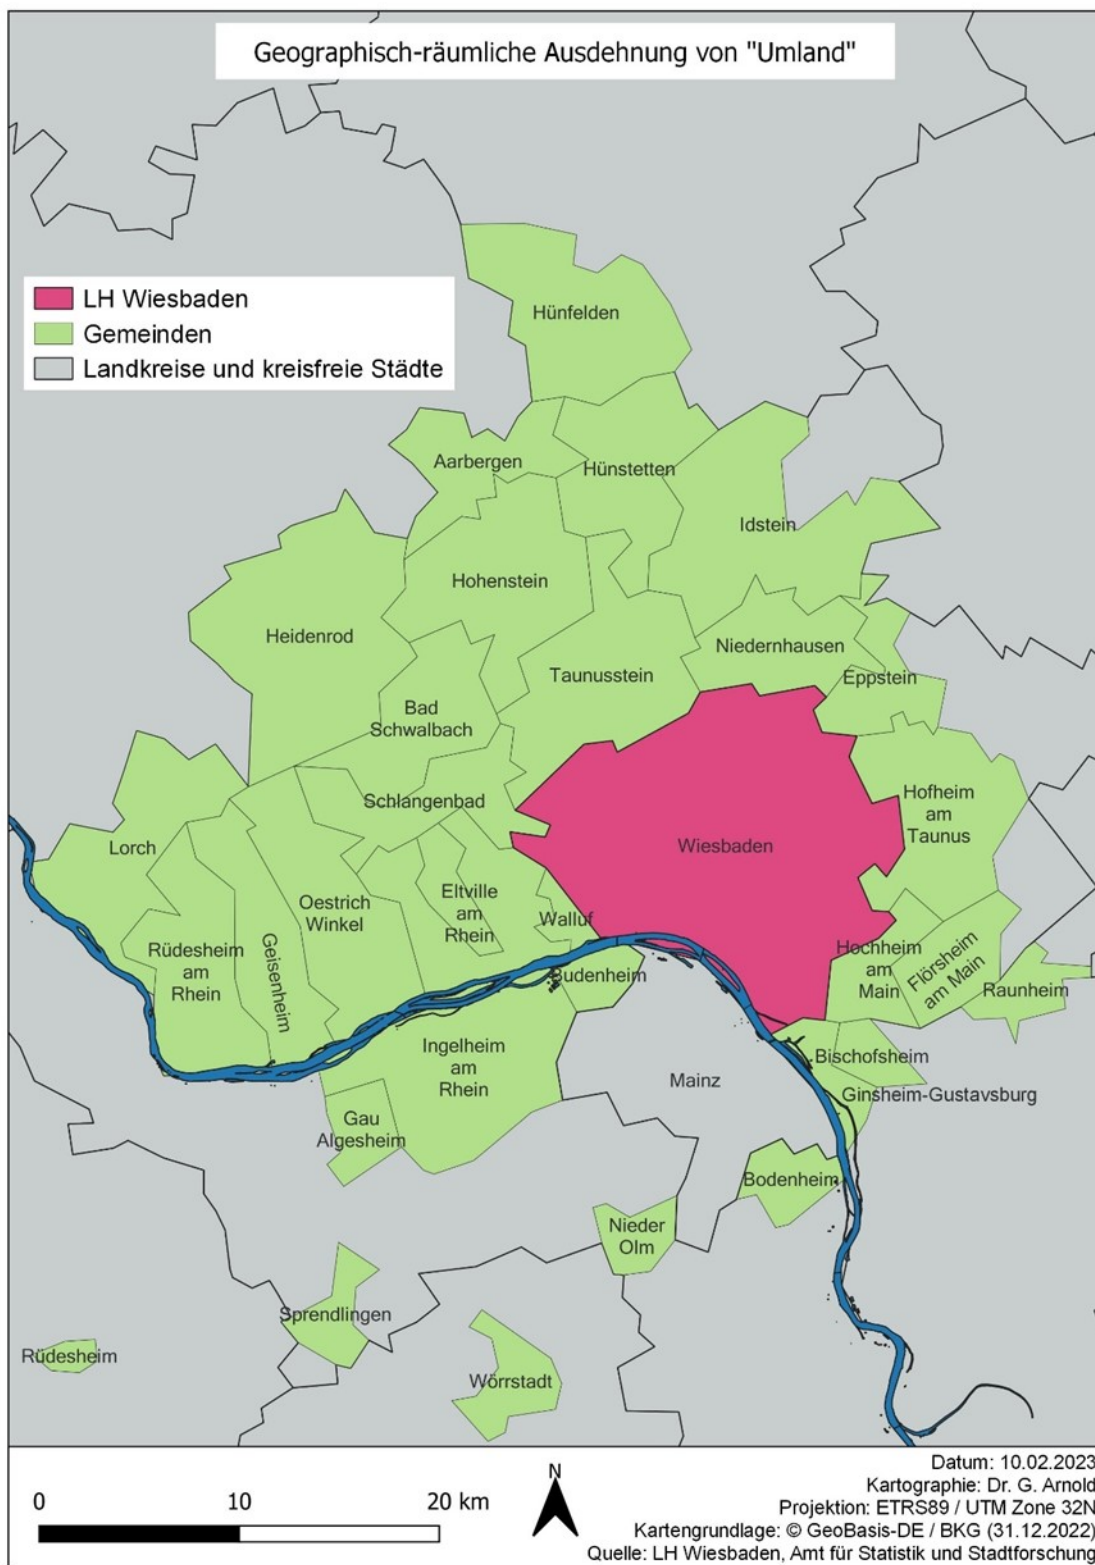 Geographisch-räumliche Ausdehnung von "Umland"
LH Wiesbaden
Gemeinden
Landkreise und kreisfreie Städte
Hünfelden
Aarbergen
Hünstetten
Idstein
Hohenstein
Heidenrod
Niedernhausen
Taunusstein
Eppstein
Bad
Schwalbach
Schlangenbad
Hofheim
am
Taunus
Lorch
Wiesbaden
Oestrich
Winkel
Eltville
am
Rhein
Walluf
Rüdesheim
am
Rhein
Geisenheim
Hochheim
am
Main
Flörsheim
am Main
Raunheim
Budenheim
Ingelheim
am
Rhein
Bischofsheim
Mainz
Ginsheim-Gustavsburg
Gau
Algesheim
Bodenheim
Nieder
Olm
Sprendlingen
Rüdesheim
Wörrstadt
0 10 20 km
N
Datum: 10.02.2023
Kartographie: Dr. G. Arnold
Projektion: ETRS89 / UTM Zone 32N
Kartengrundlage: © GeoBasis-DE / BKG (31.12.2022)
Quelle: LH Wiesbaden, Amt für Statistik und Stadtforschung